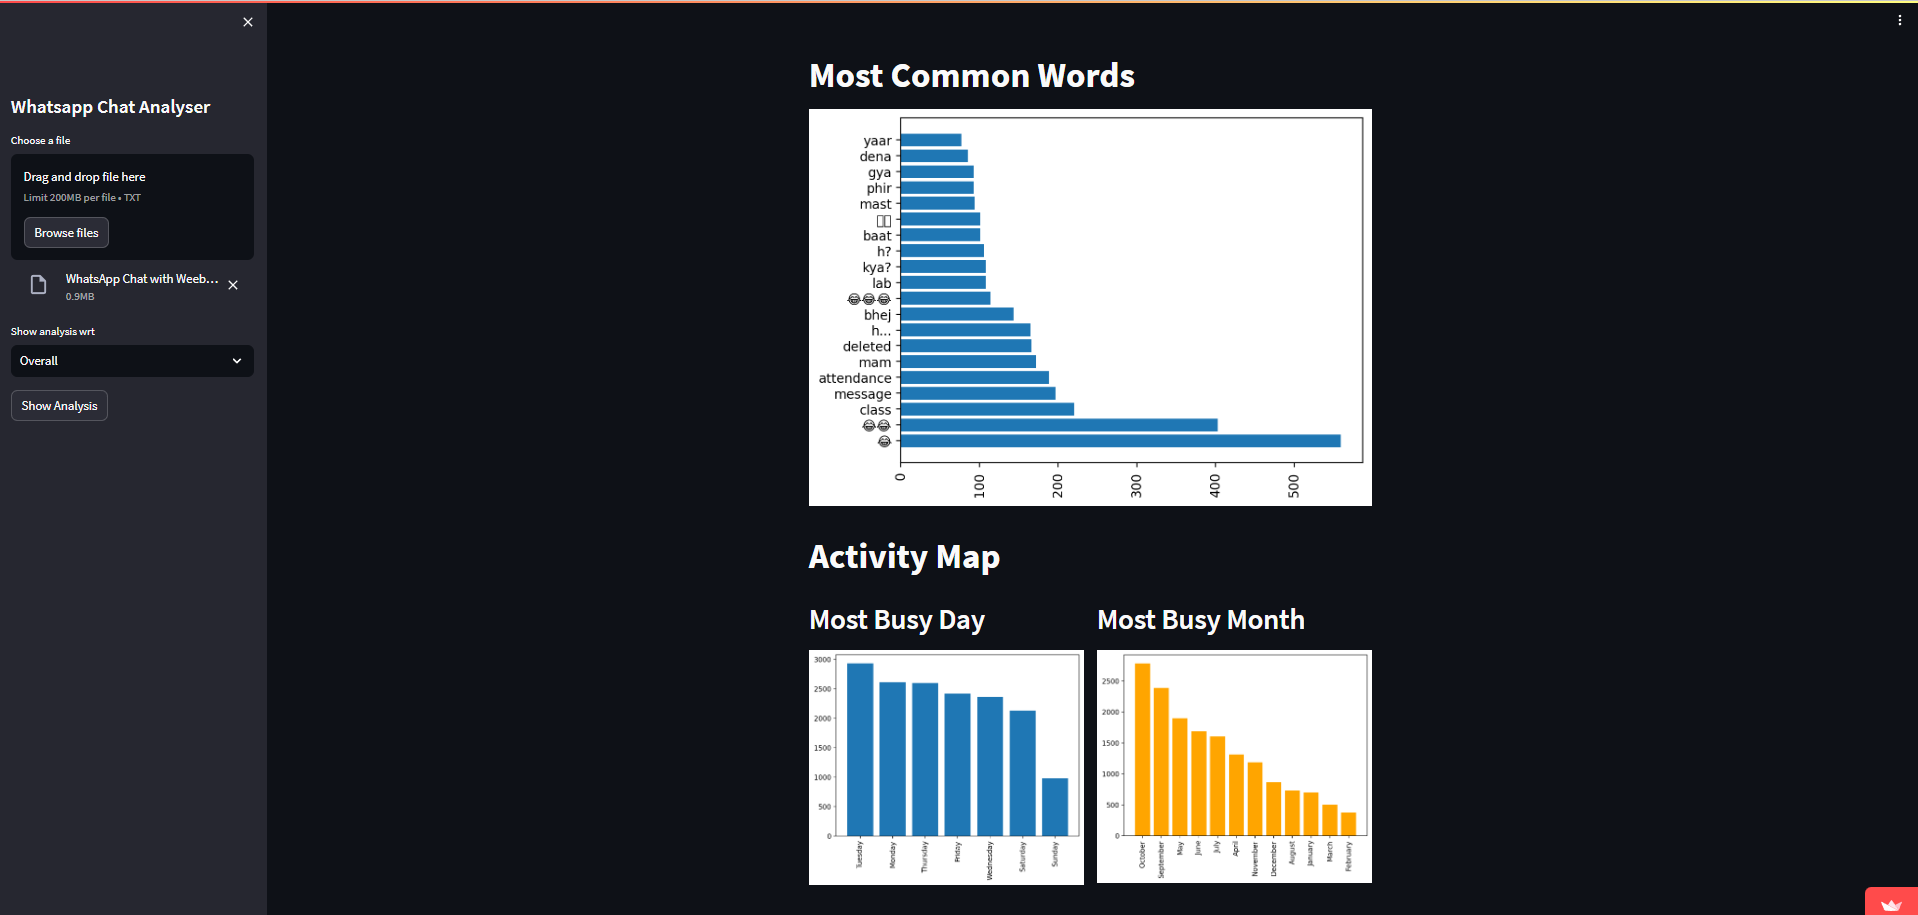 Whatsapp Chat Analyser
Choose a file
Drag and drop file here
Limit 200MB per file • TXT
Browse files
WhatsApp Chat with Weeb...
0.9MB
Show analysis wrt
Overall
Show Analysis
Most Common Words
yaar
dena
gya
phir
mast
baat
h?
kya?
lab
😂😂😂
bhej
h...
deleted
mam
attendance
message
class
😂😂
😂
0 100 200 300 400 500
Activity Map
Most Busy Day
3000
2500
2000
1500
1000
500
0
Tuesday Monday Thursday Friday Wednesday Saturday Sunday
Most Busy Month
2500
2000
1500
1000
500
0
October September May June July April November December August January March February